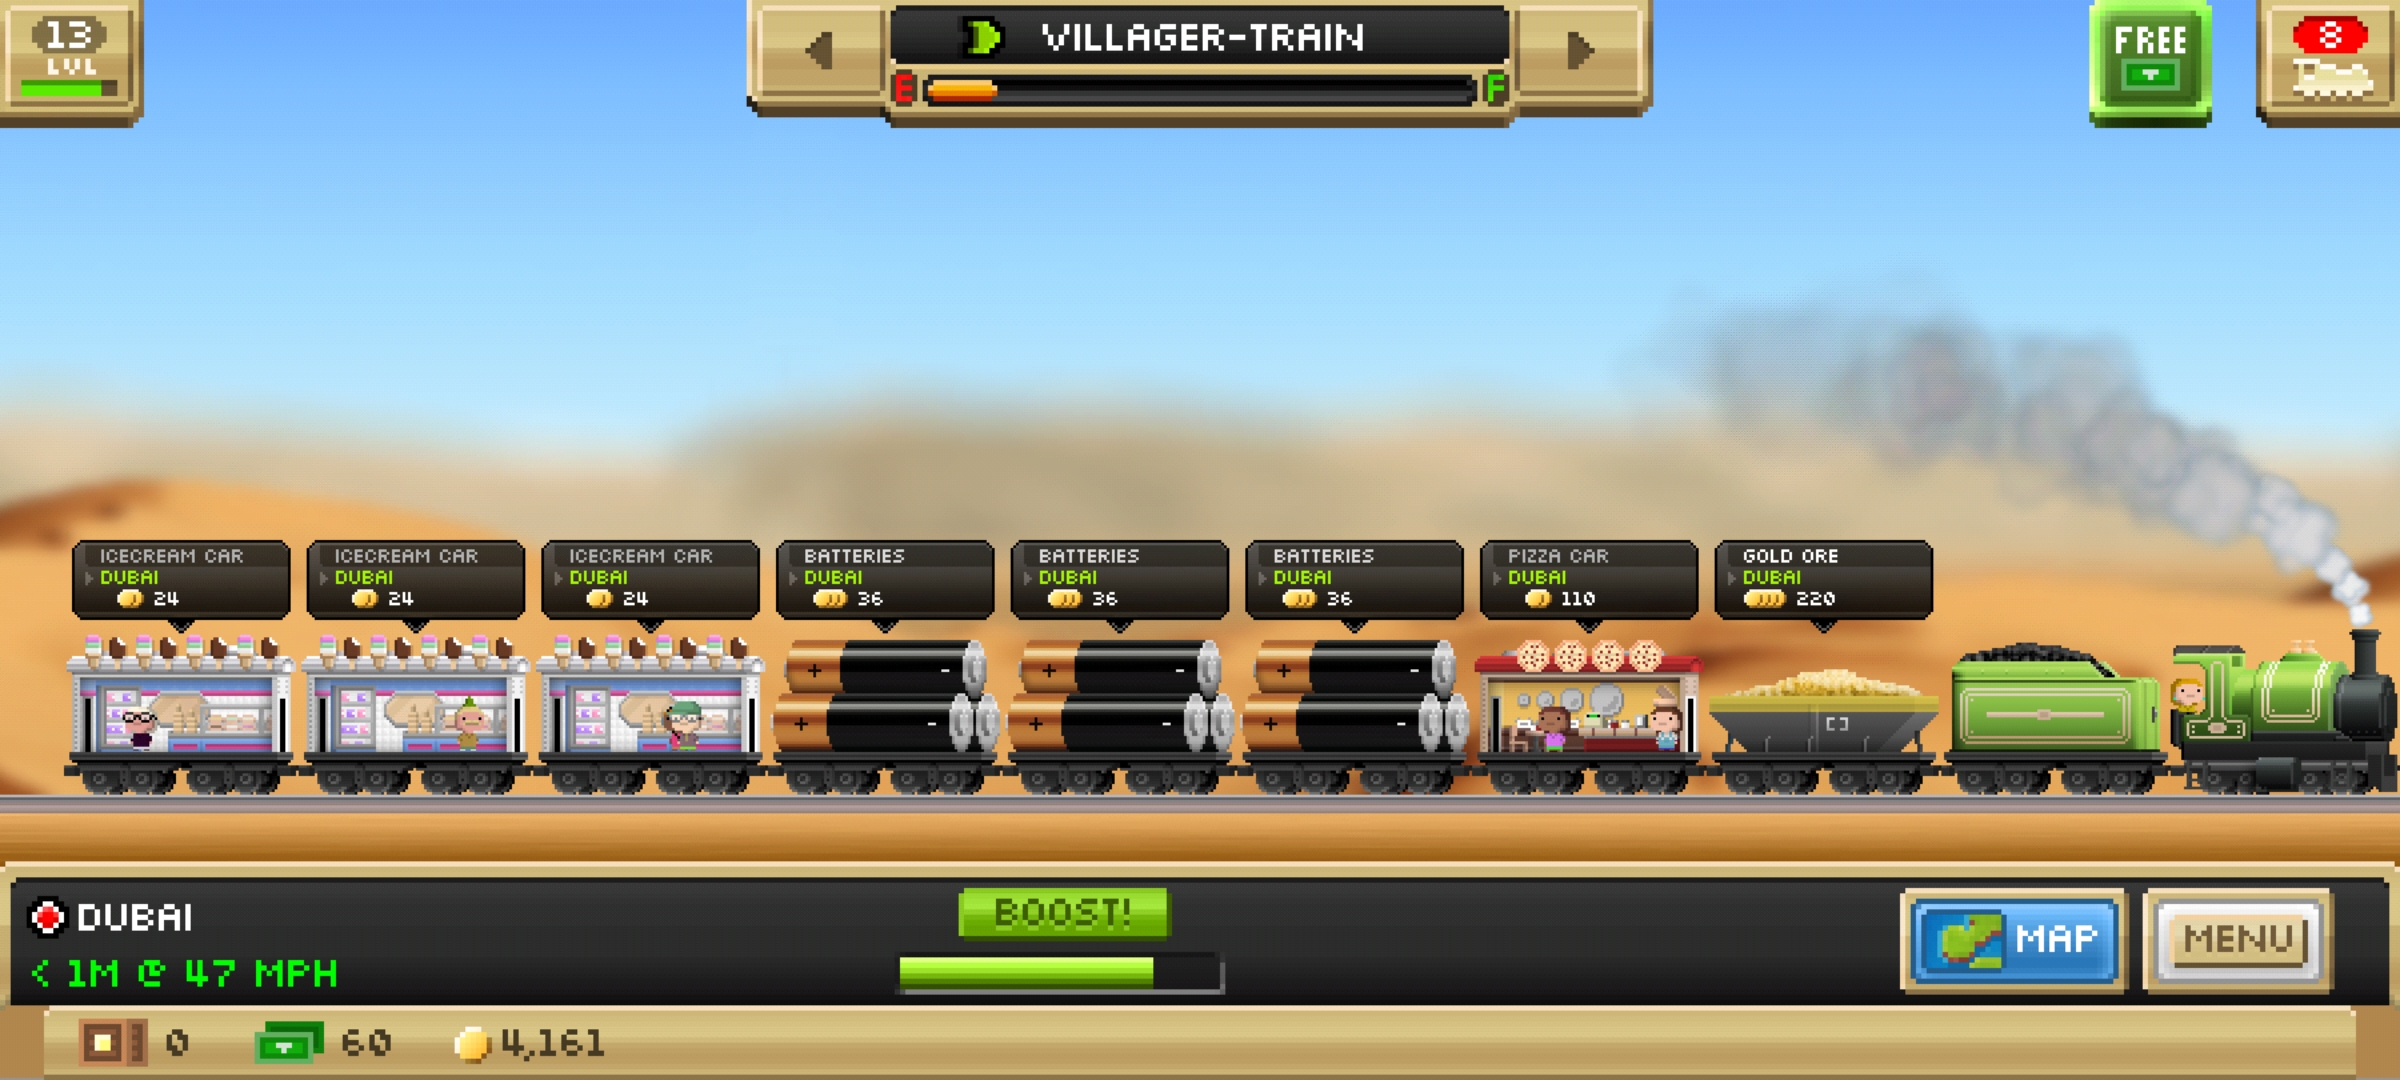 13
LVL
VILLAGER-TRAIN
E F
FREE
8
ICECREAM CAR
DUBAI
24
ICECREAM CAR
DUBAI
24
ICECREAM CAR
DUBAI
24
BATTERIES
DUBAI
36
BATTERIES
DUBAI
36
BATTERIES
DUBAI
36
PIZZA CAR
DUBAI
110
GOLD ORE
DUBAI
220
DUBAI
< 1M @ 47 MPH
BOOST!
MAP
MENU
0
60
4,161